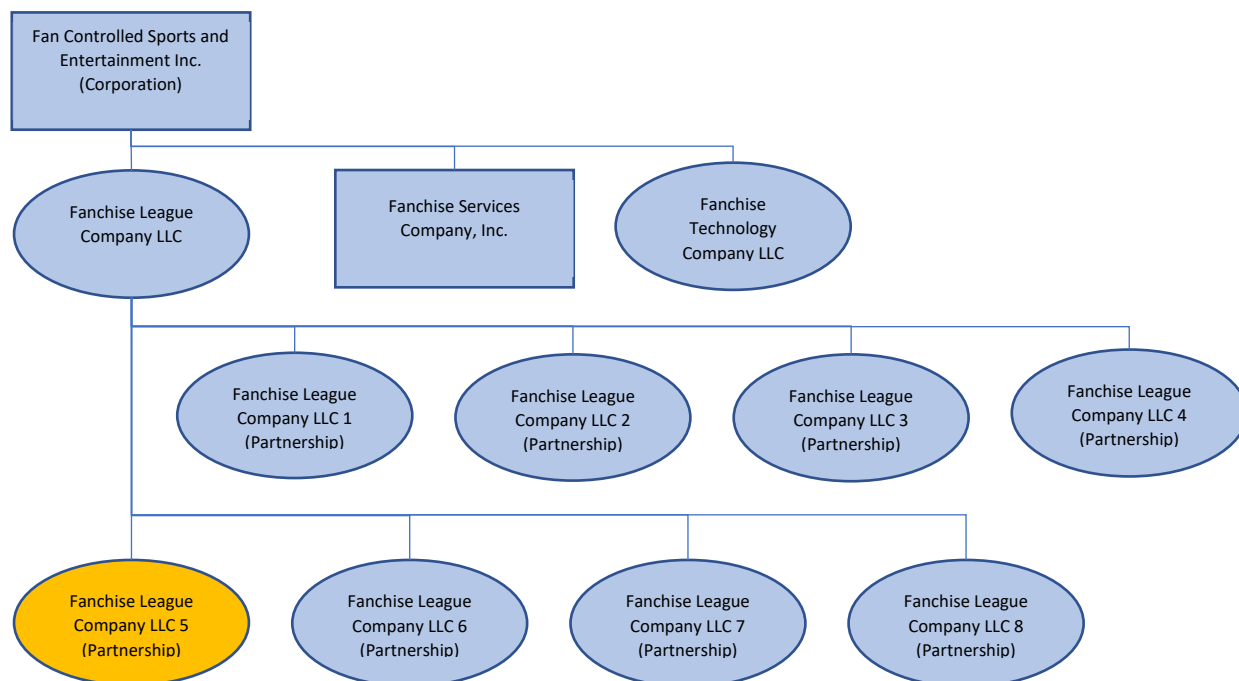 Fan Controlled Sports and
Entertainment Inc.
(Corporation)
Fanchise League
Company LLC
Fanchise Services
Company, Inc.
Fanchise
Technology
Company LLC
Fanchise League
Company LLC 1
(Partnership)
Fanchise League
Company LLC 2
(Partnership)
Fanchise League
Company LLC 3
(Partnership)
Fanchise League
Company LLC 4
(Partnership)
Fanchise League
Company LLC 5
(Partnership)
Fanchise League
Company LLC 6
(Partnership)
Fanchise League
Company LLC 7
(Partnership)
Fanchise League
Company LLC 8
(Partnership)